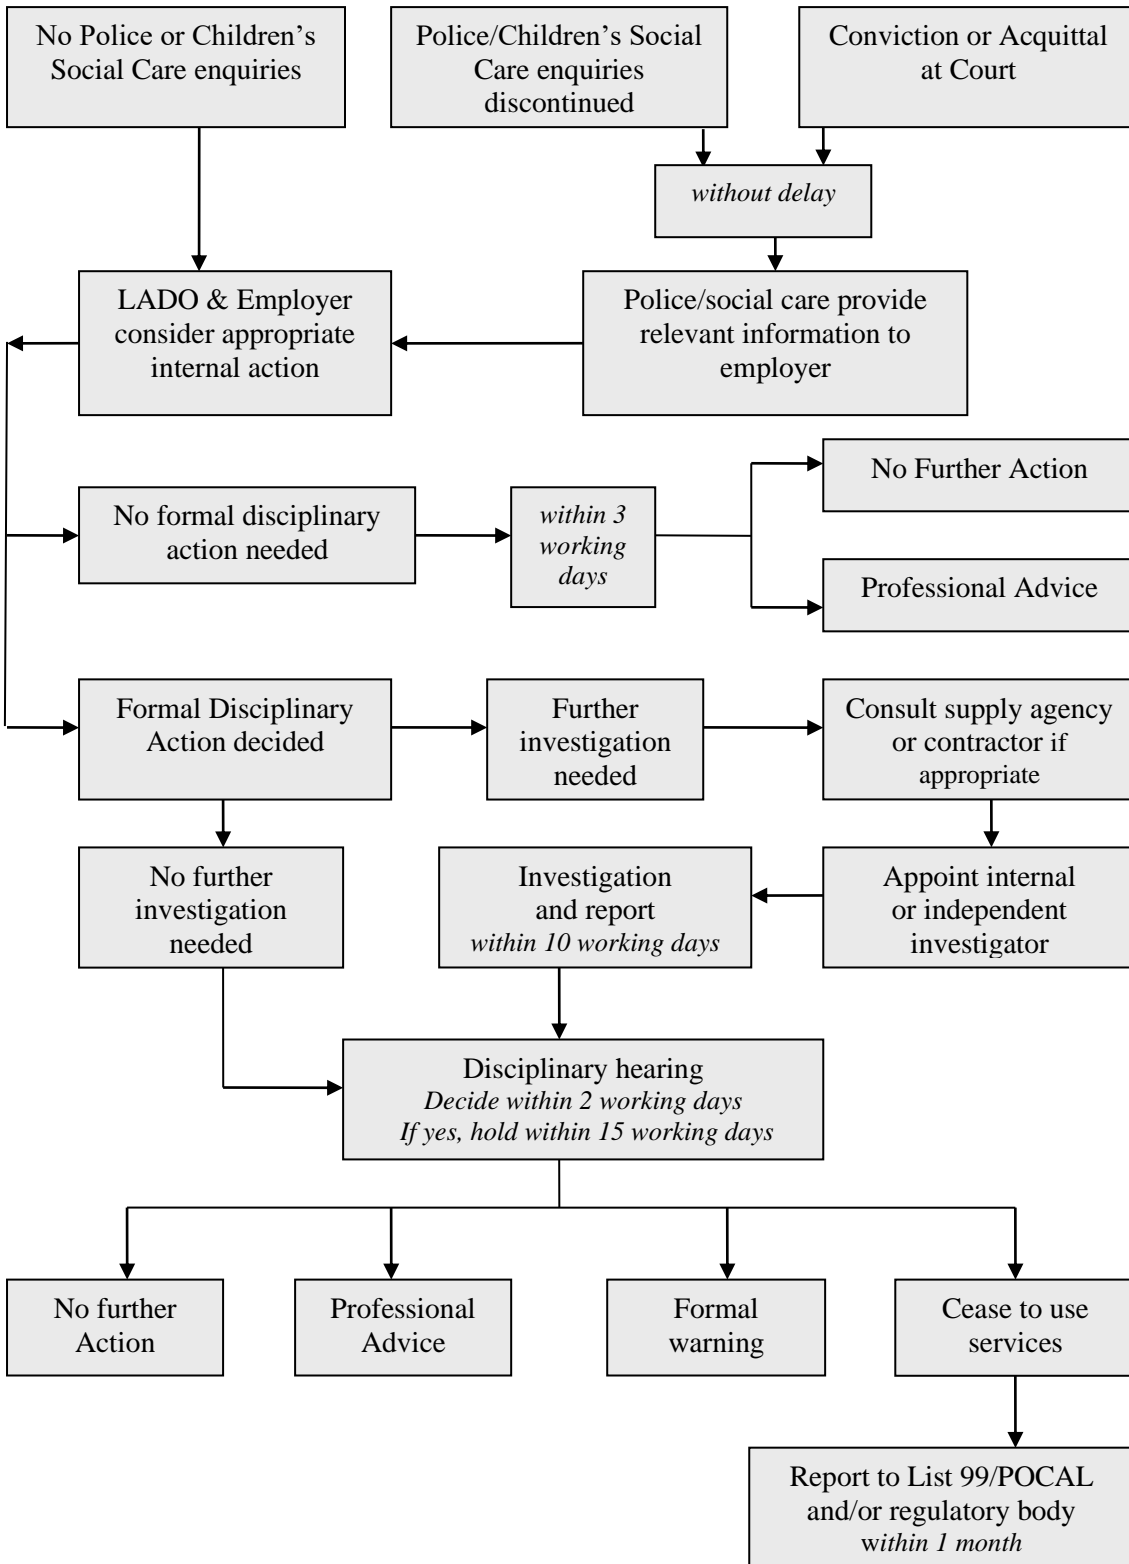 No Police or Children’s
Social Care enquiries
Police/Children’s Social
Care enquiries
discontinued
Conviction or Acquittal
at Court
without delay
LADO & Employer
consider appropriate
internal action
Police/social care provide
relevant information to
employer
No Further Action
No formal disciplinary
action needed
within 3
working
days
Professional Advice
Formal Disciplinary
Action decided
Further
investigation
needed
Consult supply agency
or contractor if
appropriate
No further
investigation
needed
Investigation
and report
within 10 working days
Appoint internal
or independent
investigator
Disciplinary hearing
Decide within 2 working days
If yes, hold within 15 working days
No further
Action
Professional
Advice
Formal
warning
Cease to use
services
Report to List 99/POCAL
and/or regulatory body
within 1 month